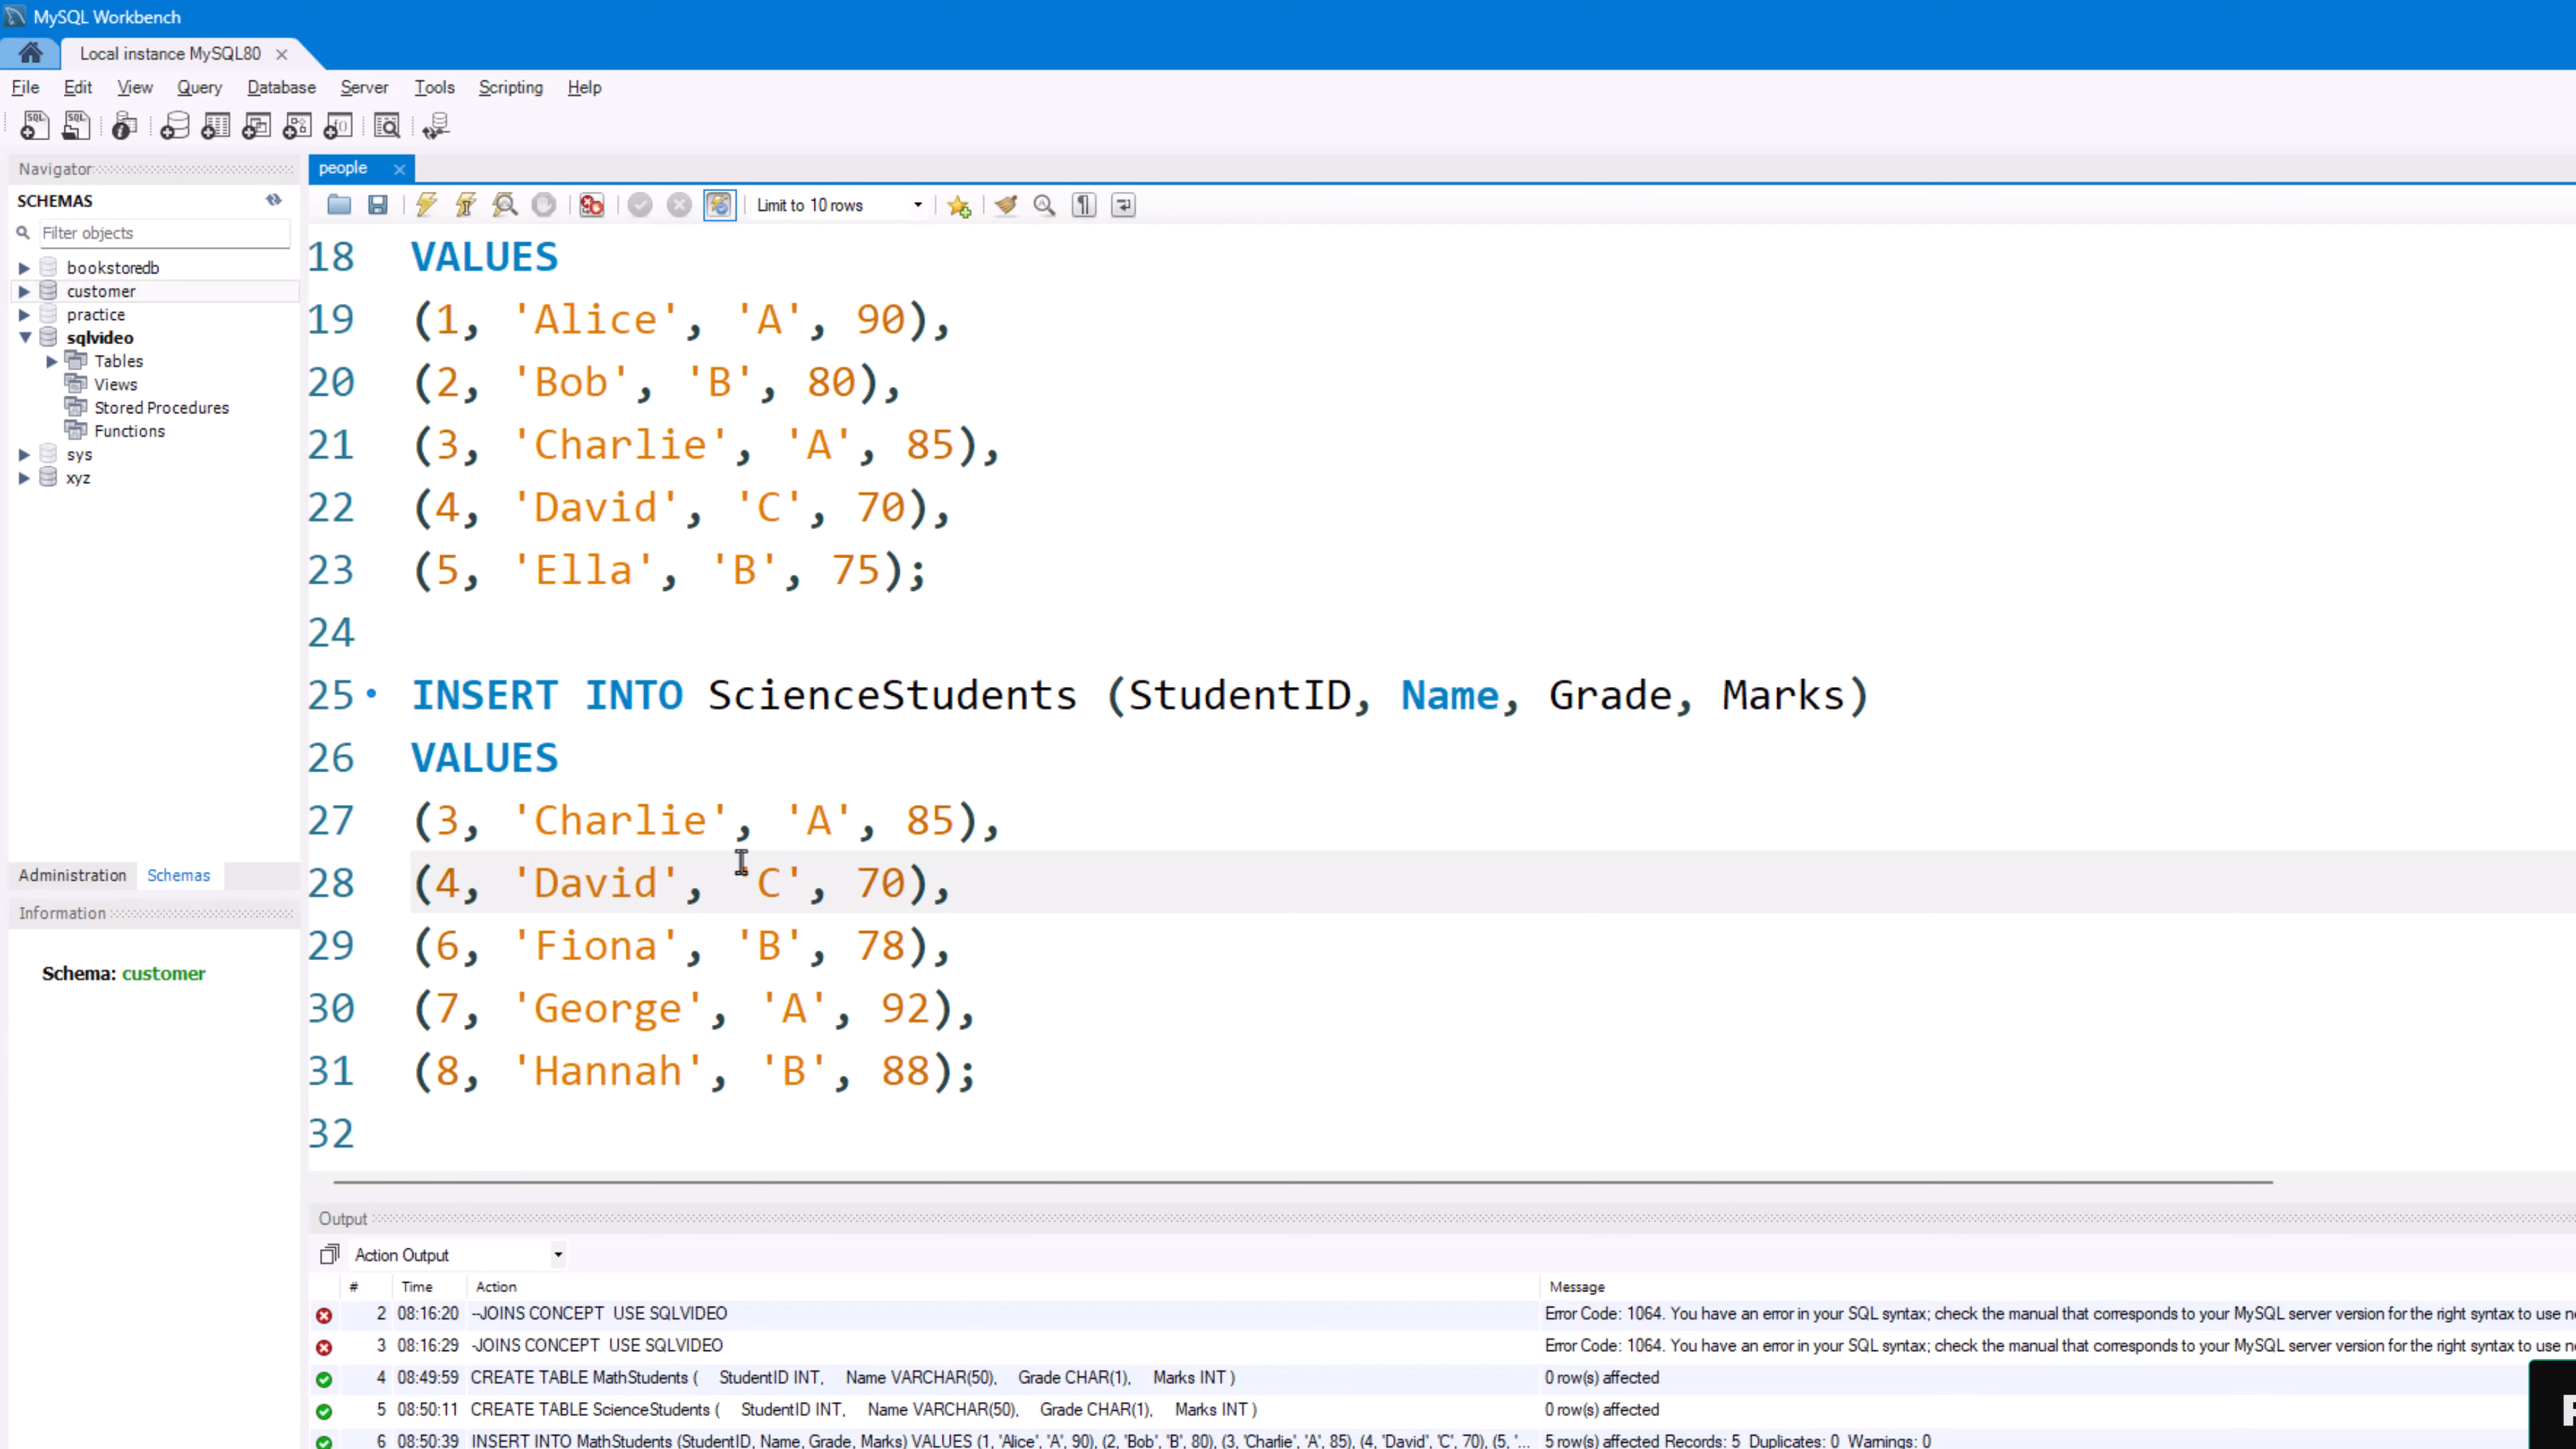 MySQL Workbench
Local instance MySQL80
File Edit View Query Database Server Tools Scripting Help
Navigator
people
SCHEMAS
Limit to 10 rows
Filter objects
bookstoredb
customer
practice
sqlvideo
Tables
Views
Stored Procedures
Functions
sys
xyz
Administration Schemas
Information
Schema: customer
18 VALUES
19 (1, 'Alice', 'A', 90),
20 (2, 'Bob', 'B', 80),
21 (3, 'Charlie', 'A', 85),
22 (4, 'David', 'C', 70),
23 (5, 'Ella', 'B', 75);
24
25 INSERT INTO ScienceStudents (StudentID, Name, Grade, Marks)
26 VALUES
27 (3, 'Charlie', 'A', 85),
28 (4, 'David', 'C', 70),
29 (6, 'Fiona', 'B', 78),
30 (7, 'George', 'A', 92),
31 (8, 'Hannah', 'B', 88);
32
Output
Action Output
# Time Action Message
2 08:16:20 --JOINS CONCEPT USE SQLVIDEO Error Code: 1064. You have an error in your SQL syntax; check the manual that corresponds to your MySQL server version for the right syntax to use
3 08:16:29 -JOINS CONCEPT USE SQLVIDEO Error Code: 1064. You have an error in your SQL syntax; check the manual that corresponds to your MySQL server version for the right syntax to use
4 08:49:59 CREATE TABLE MathStudents ( StudentID INT, Name VARCHAR(50), Grade CHAR(1), Marks INT ) 0 row(s) affected
5 08:50:11 CREATE TABLE ScienceStudents ( StudentID INT, Name VARCHAR(50), Grade CHAR(1), Marks INT ) 0 row(s) affected
6 08:50:39 INSERT INTO MathStudents (StudentID, Name, Grade, Marks) VALUES (1, 'Alice', 'A', 90), (2, 'Bob', 'B', 80), (3, 'Charlie', 'A', 85), (4, 'David', 'C', 70), (5, '... 5 row(s) affected Records: 5 Duplicates: 0 Warnings: 0